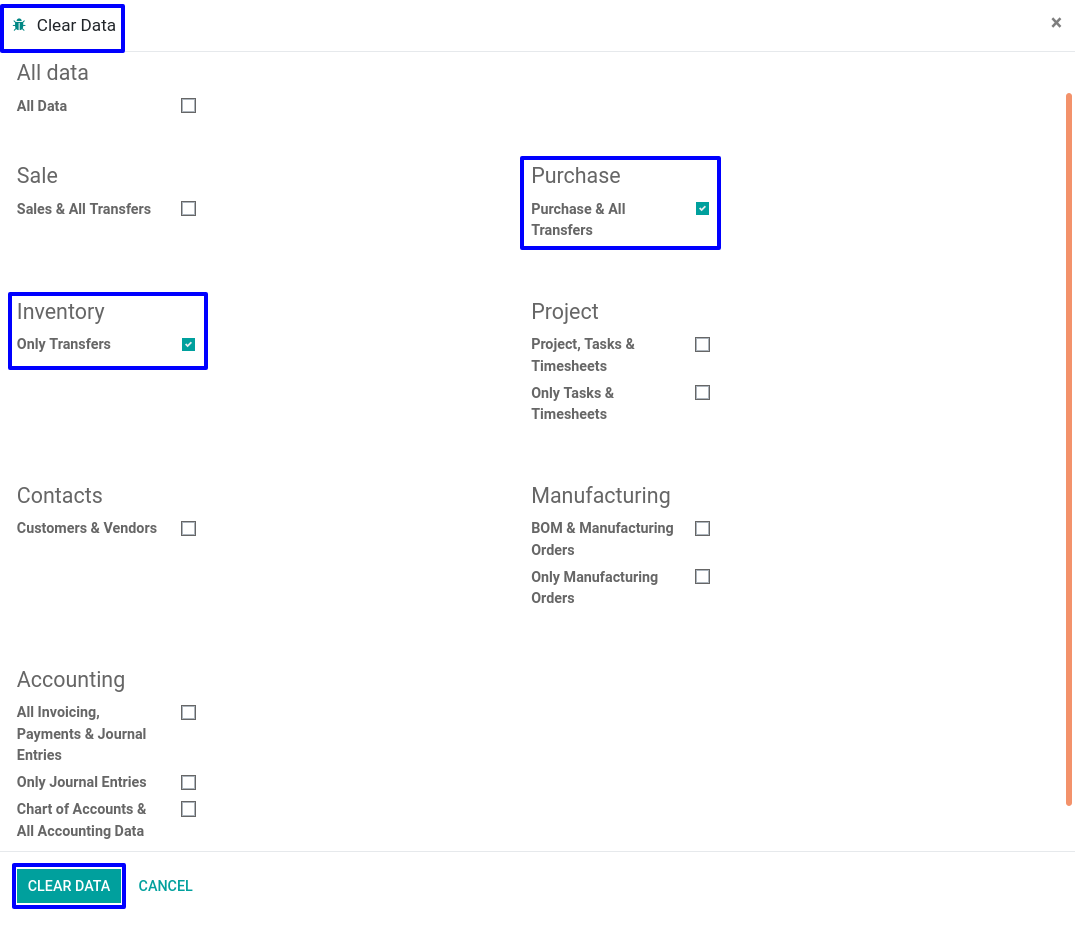 Clear Data
×
All data
All Data
Sale
Sales & All Transfers
Purchase
Purchase & All
Transfers
Inventory
Only Transfers
Project
Project, Tasks &
Timesheets
Only Tasks &
Timesheets
Contacts
Customers & Vendors
Manufacturing
BOM & Manufacturing
Orders
Only Manufacturing
Orders
Accounting
All Invoicing,
Payments & Journal
Entries
Only Journal Entries
Chart of Accounts &
All Accounting Data
CLEAR DATA
CANCEL